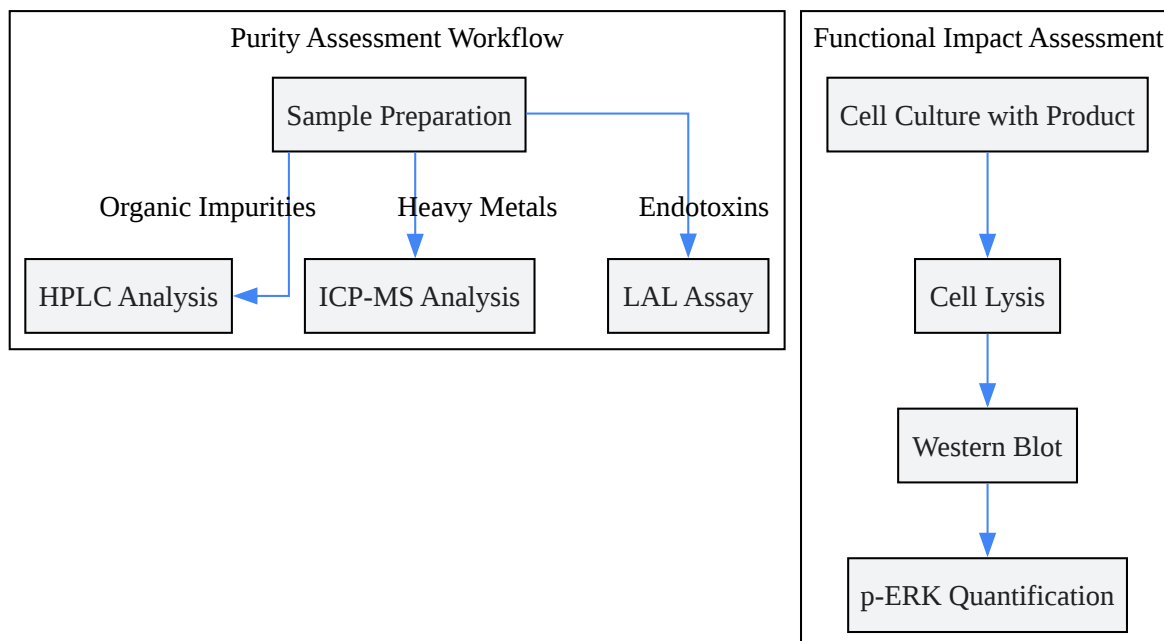 Purity Assessment Workflow
Sample Preparation
Organic Impurities
Heavy Metals
Endotoxins
HPLC Analysis
ICP-MS Analysis
LAL Assay
Functional Impact Assessment
Cell Culture with Product
Cell Lysis
Western Blot
p-ERK Quantification